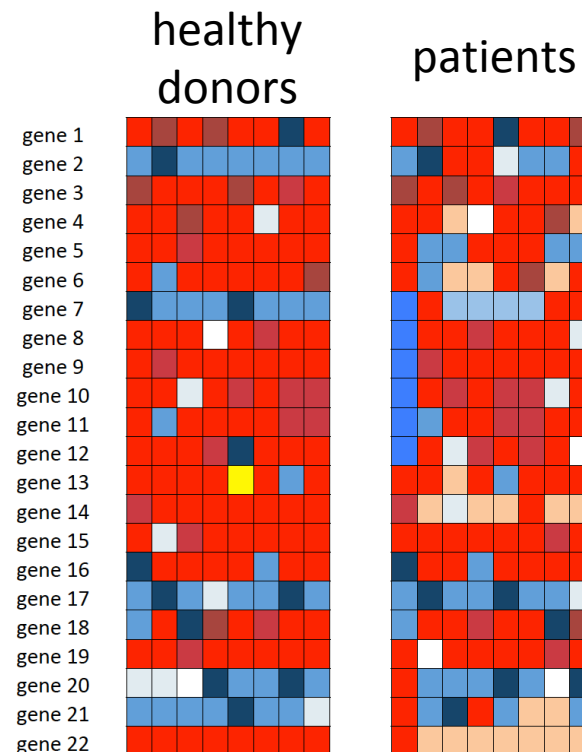 healthy
donors
patients
gene 1
gene 2
gene 3
gene 4
gene 5
gene 6
gene 7
gene 8
gene 9
gene 10
gene 11
gene 12
gene 13
gene 14
gene 15
gene 16
gene 17
gene 18
gene 19
gene 20
gene 21
gene 22